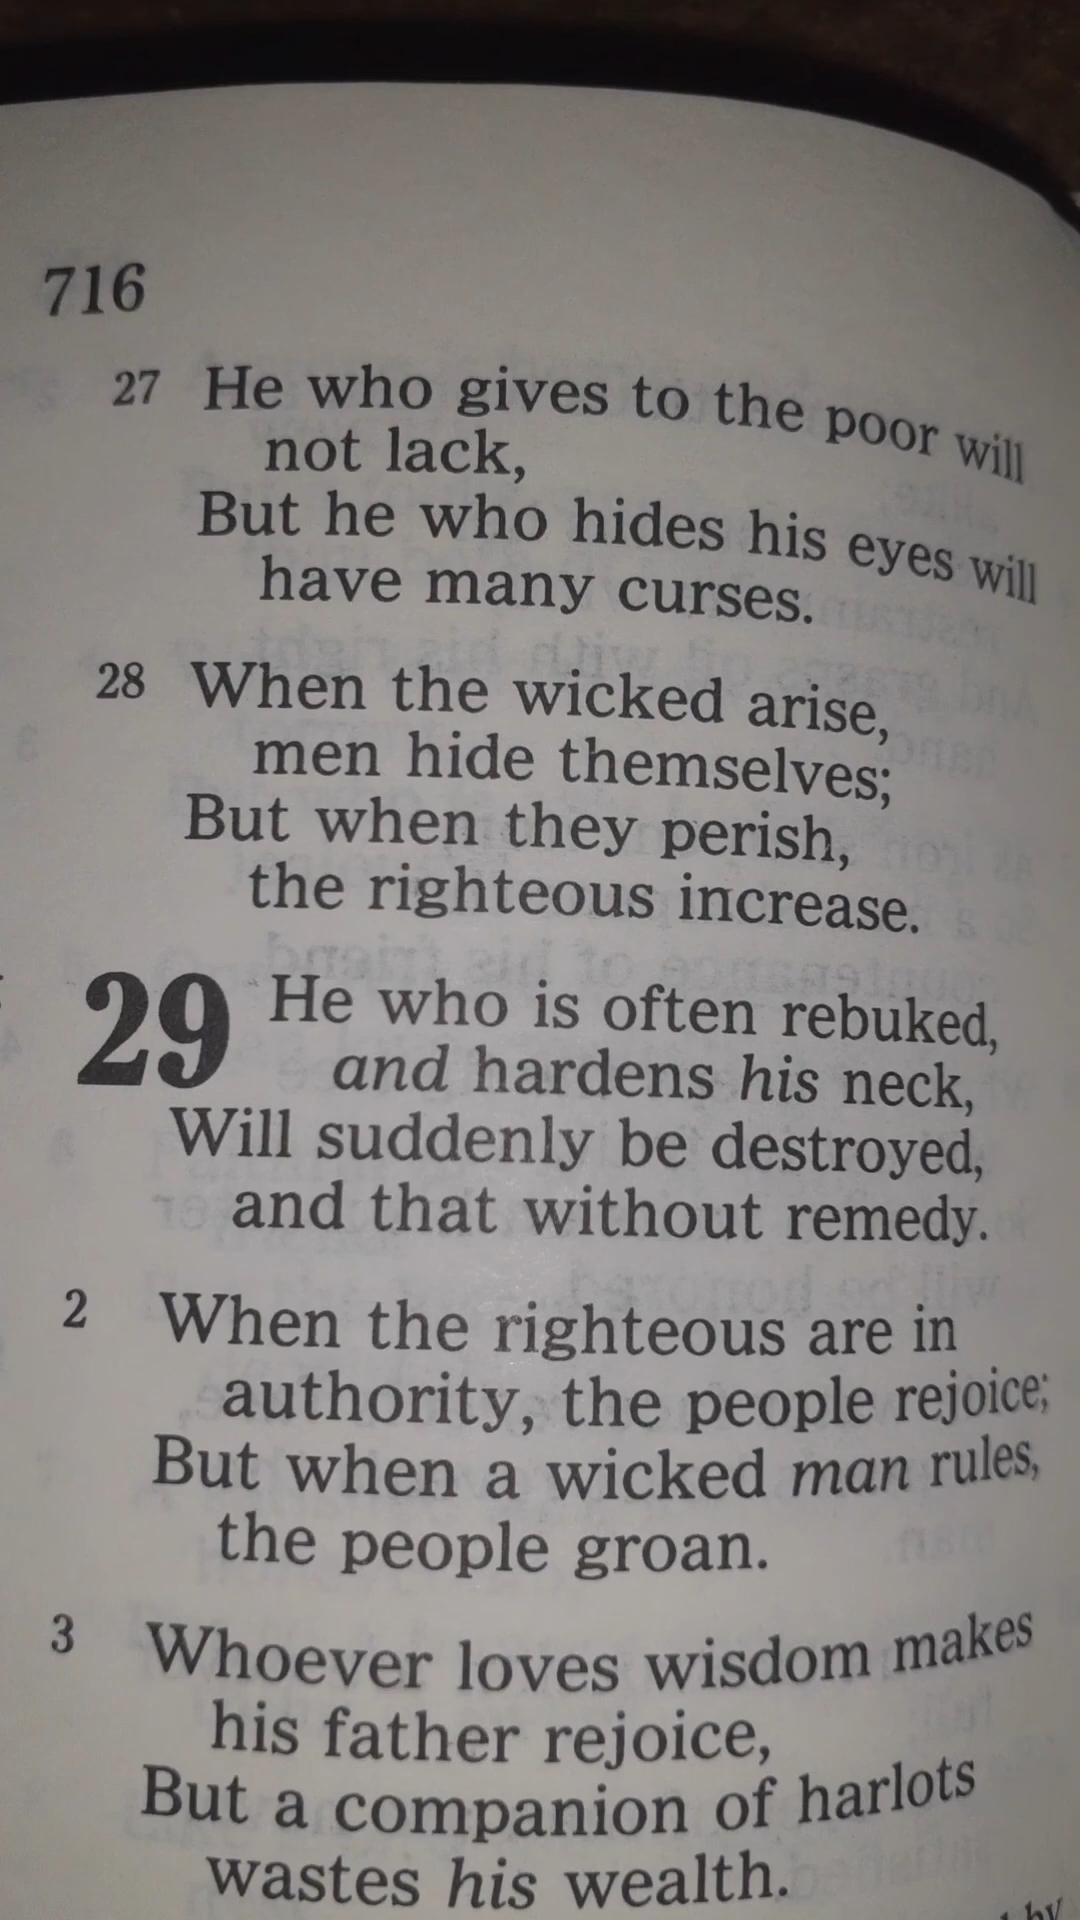 716
27 He who gives to the poor will
not lack,
But he who hides his eyes will
have many curses.
28 When the wicked arise,
men hide themselves;
But when they perish,
the righteous increase.
29 He who is often rebuked,
and hardens his neck,
Will suddenly be destroyed,
and that without remedy.
2 When the righteous are in
authority, the people rejoice;
But when a wicked man rules,
the people groan.
3 Whoever loves wisdom makes
his father rejoice,
But a companion of harlots
wastes his wealth.
by